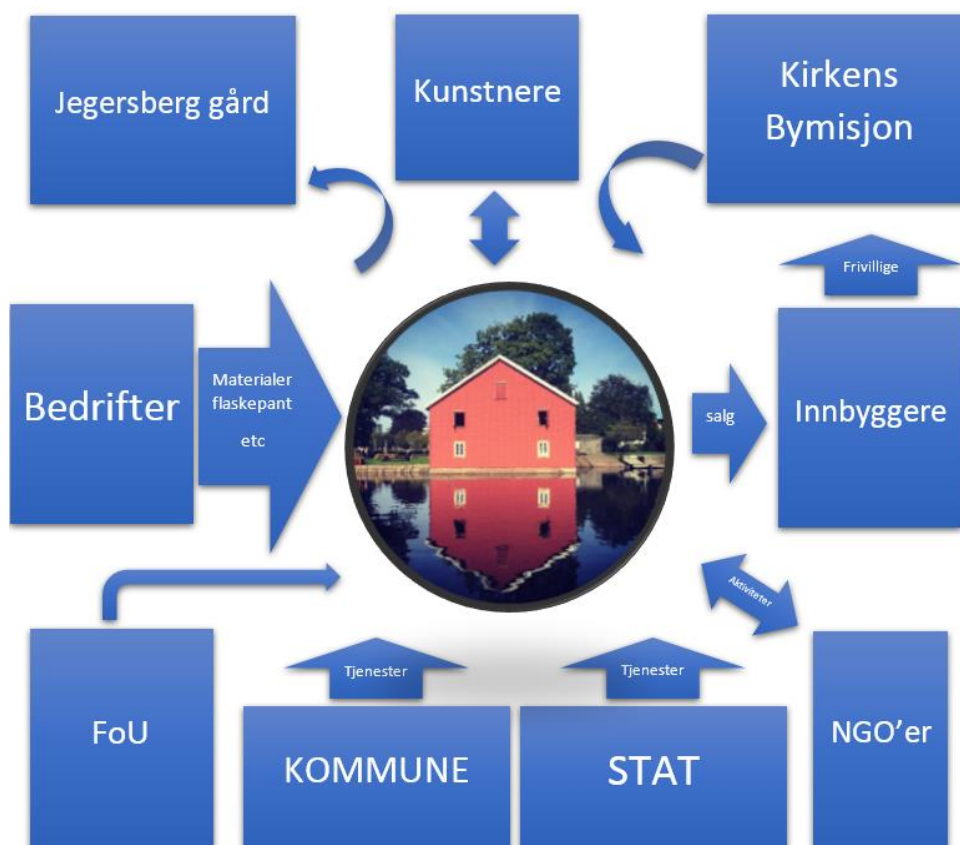 Jegersberg gård
Kunstnere
Kirkens
Bymisjon
Frivillige
Bedrifter
Materialer
flaskepant
etc
salg
Innbyggere
Aktiviteter
FoU
Tjenester
KOMMUNE
Tjenester
STAT
NGO’er